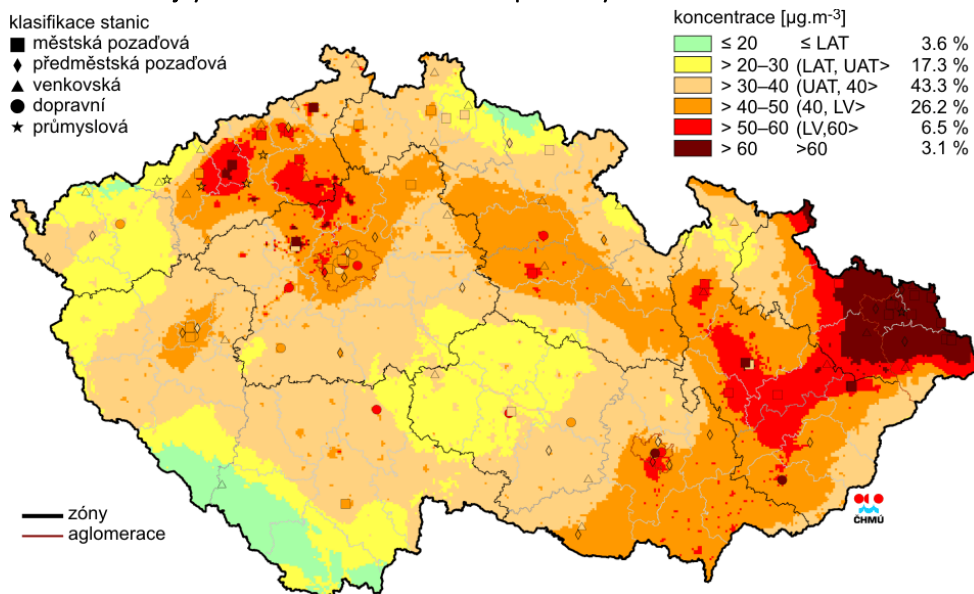 klasifikace stanic
městská pozaďová
předměstská pozaďová
venkovská
dopravní
průmyslová
koncentrace [µg.m⁻³]
≤ 20 ≤ LAT 3.6 %
> 20–30 (LAT, UAT> 17.3 %
> 30–40 (UAT, 40> 43.3 %
> 40–50 (40, LV> 26.2 %
> 50–60 (LV,60> 6.5 %
> 60 >60 3.1 %
zóny
aglomerace
ČHMÚ